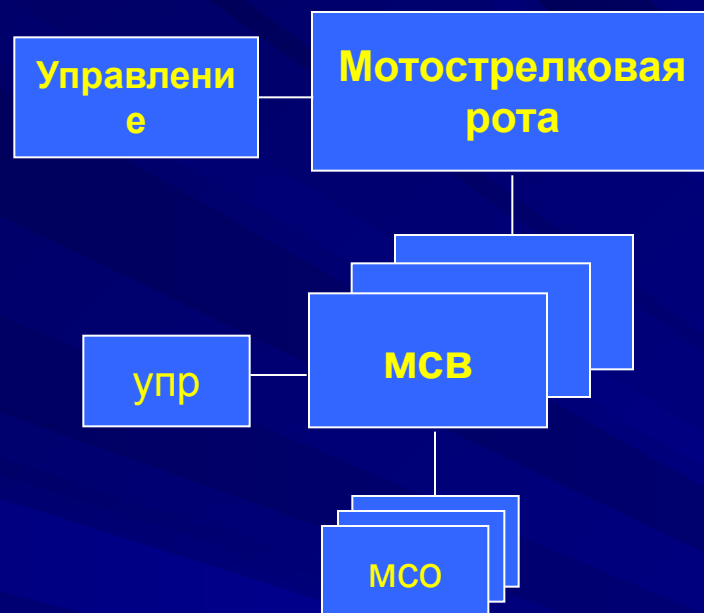 Управлени
е
Мотострелковая
рота
мсв
упр
мсо